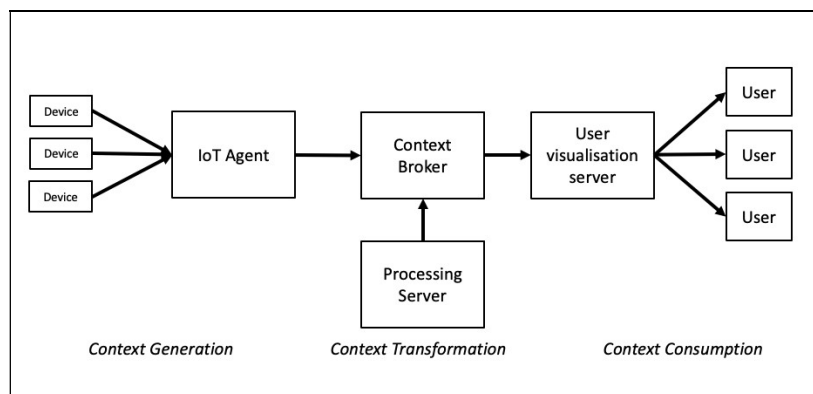 Device
Device
Device
IoT Agent
Context
Broker
Processing
Server
User
visualisation
server
User
User
User
Context Generation
Context Transformation
Context Consumption